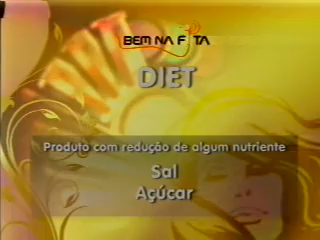 BEM NA FITA
DIET
Produto com redução de algum nutriente
Sal
Açúcar